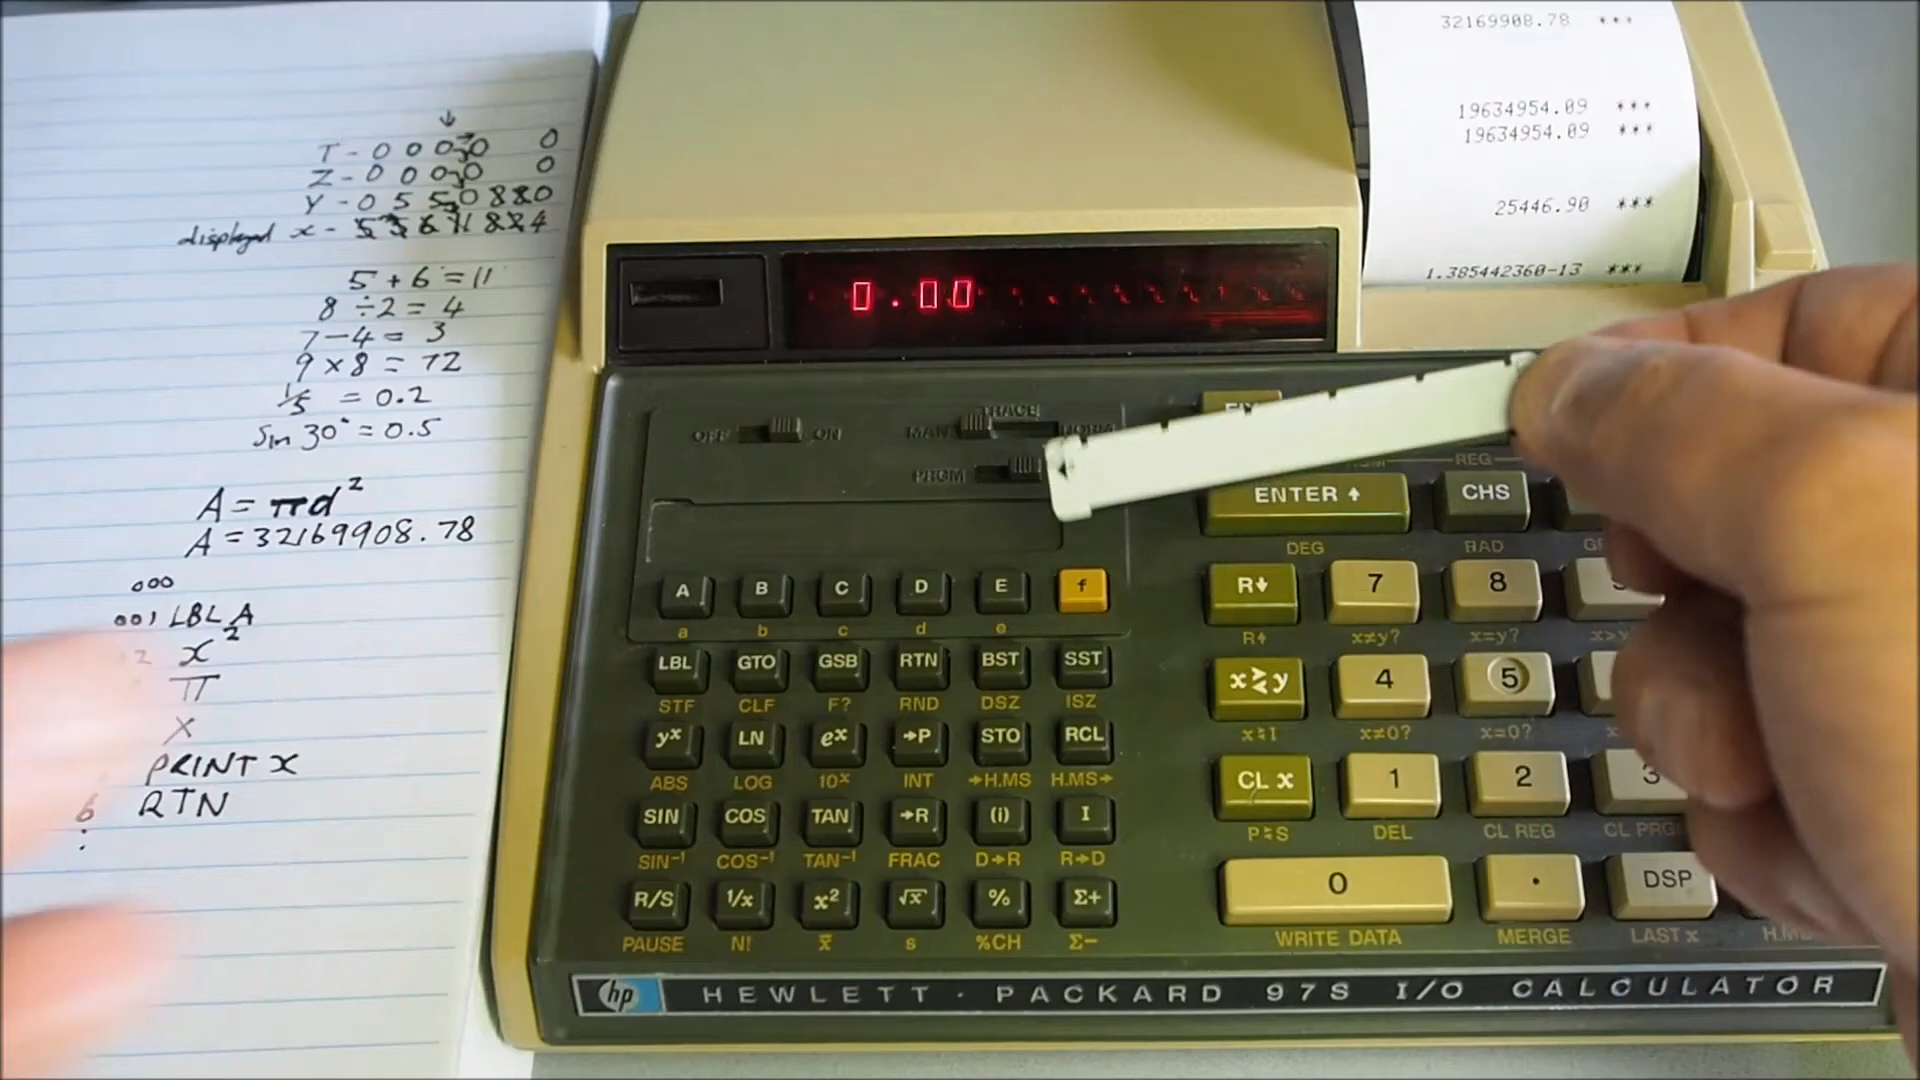 T - 0 0 0 0 0
Z - 0 0 0 0 0
Y - 0 5 5 0 8 8 0
displayed x - 5 5 6 11 8 2 4
5 + 6 = 11
8 ÷ 2 = 4
7 - 4 = 3
9 × 8 = 72
1/5 = 0.2
Sin 30° = 0.5
A = πd²
A = 32169908.78
000
001 LBL A
2 x²
π
X
PRINT X
6 RTN
32169908.78 ***
19634954.09 ***
19634954.09 ***
25446.90 ***
1.385442360-13 ***
0.00
OFF ON MAN TRACE NORM
PRGM
REG
ENTER↑ CHS
DEG RAD
A B C D E f
a b c d e
R↓ 7 8
R↑ x≠y? x=y? x>y
LBL GTO GSB RTN BST SST
STF CLF F? RND DSZ ISZ
x≷y 4 5
x⇄I x≠0? x=0?
yˣ LN eˣ →P STO RCL
ABS LOG 10ˣ INT →H.MS H.MS→
CL x 1 2 3
P⇄S DEL CL REG CL PRG
SIN COS TAN →R (i) I
SIN⁻¹ COS⁻¹ TAN⁻¹ FRAC D→R R→D
R/S 1/x x² √x % Σ+
PAUSE N! x̄ s %CH Σ−
0 · DSP
WRITE DATA MERGE LAST x H.M
hp HEWLETT · PACKARD 97S I/O CALCULATOR